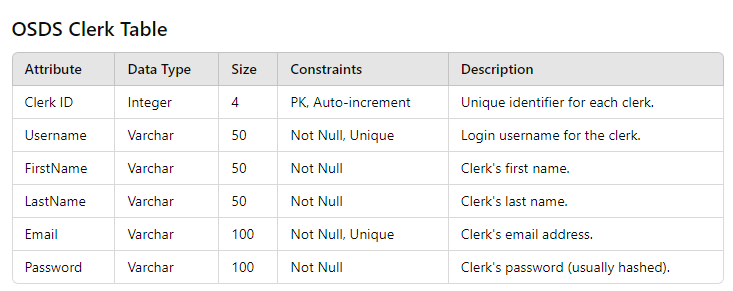 OSDS Clerk Table
Attribute Data Type Size Constraints Description
Clerk ID Integer 4 PK, Auto-increment Unique identifier for each clerk.
Username Varchar 50 Not Null, Unique Login username for the clerk.
FirstName Varchar 50 Not Null Clerk's first name.
LastName Varchar 50 Not Null Clerk's last name.
Email Varchar 100 Not Null, Unique Clerk's email address.
Password Varchar 100 Not Null Clerk's password (usually hashed).